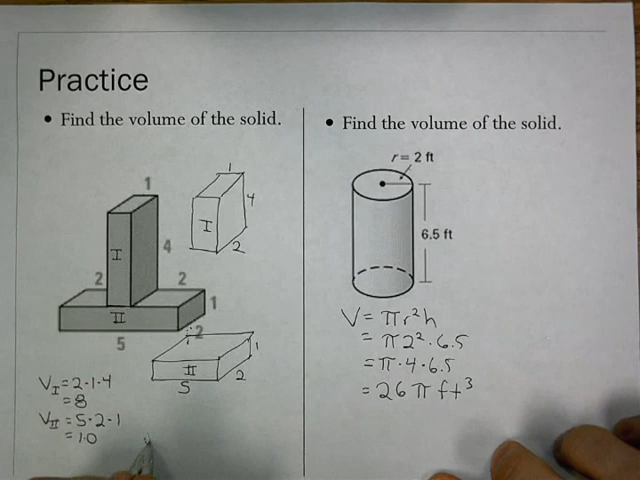 Practice
• Find the volume of the solid.
1
I
4
2
2
1
II
5
2
1
I
4
2
II
1
2
5
V_I = 2·1·4
= 8
V_II = 5·2·1
= 10
• Find the volume of the solid.
r = 2 ft
6.5 ft
V = πr²h
= π2²·6.5
= π·4·6.5
= 26π ft³